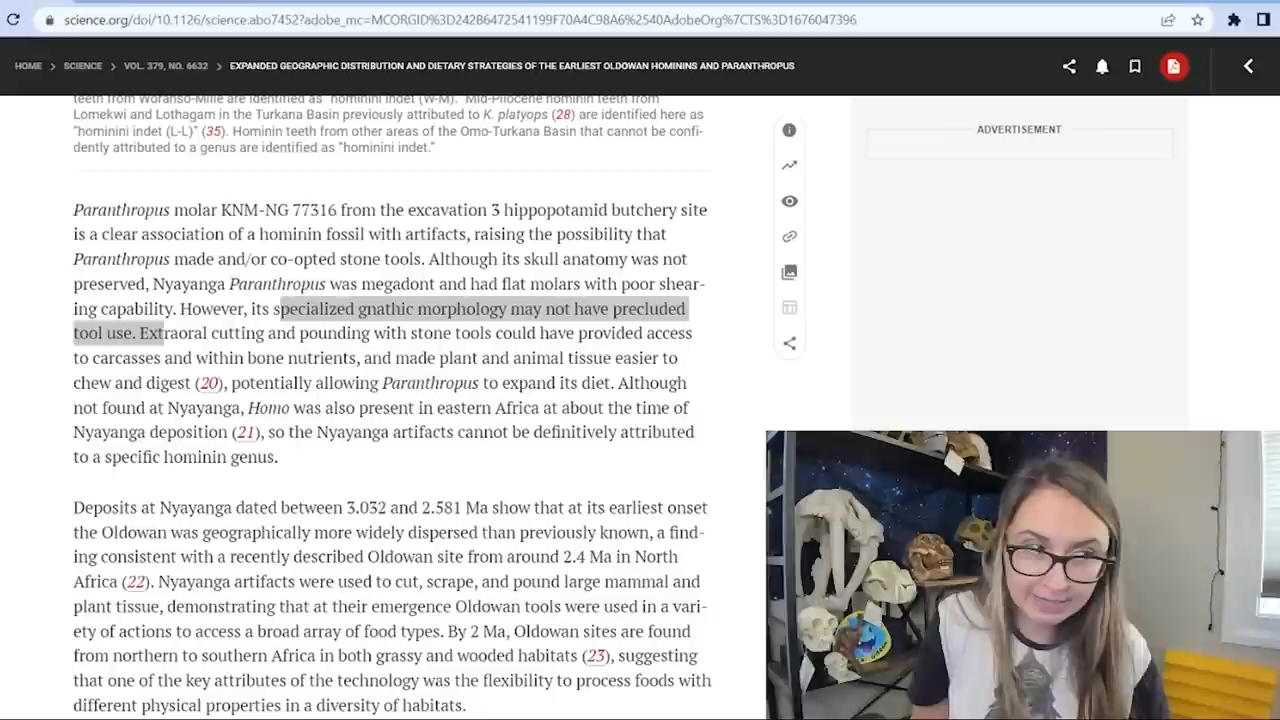 science.org/doi/10.1126/science.abo7452?adobe_mc=MCORGID%3D242B6472541199F70A4C98A6%2540AdobeOrg%7CTS%3D1676047396
HOME > SCIENCE > VOL. 379, NO. 6632 > EXPANDED GEOGRAPHIC DISTRIBUTION AND DIETARY STRATEGIES OF THE EARLIEST OLDOWAN HOMININS AND PARANTHROPUS
teeth from Woranso-Mille are identified as "hominini indet (W-M)." Mid-Pliocene hominin teeth from
Lomekwi and Lothagam in the Turkana Basin previously attributed to K. platyops (28) are identified here as
"hominini indet (L-L)" (35). Hominin teeth from other areas of the Omo-Turkana Basin that cannot be confi-
dently attributed to a genus are identified as "hominini indet."
ADVERTISEMENT
Paranthropus molar KNM-NG 77316 from the excavation 3 hippopotamid butchery site
is a clear association of a hominin fossil with artifacts, raising the possibility that
Paranthropus made and/or co-opted stone tools. Although its skull anatomy was not
preserved, Nyayanga Paranthropus was megadont and had flat molars with poor shear-
ing capability. However, its specialized gnathic morphology may not have precluded
tool use. Extraoral cutting and pounding with stone tools could have provided access
to carcasses and within bone nutrients, and made plant and animal tissue easier to
chew and digest (20), potentially allowing Paranthropus to expand its diet. Although
not found at Nyayanga, Homo was also present in eastern Africa at about the time of
Nyayanga deposition (21), so the Nyayanga artifacts cannot be definitively attributed
to a specific hominin genus.
Deposits at Nyayanga dated between 3.032 and 2.581 Ma show that at its earliest onset
the Oldowan was geographically more widely dispersed than previously known, a find-
ing consistent with a recently described Oldowan site from around 2.4 Ma in North
Africa (22). Nyayanga artifacts were used to cut, scrape, and pound large mammal and
plant tissue, demonstrating that at their emergence Oldowan tools were used in a vari-
ety of actions to access a broad array of food types. By 2 Ma, Oldowan sites are found
from northern to southern Africa in both grassy and wooded habitats (23), suggesting
that one of the key attributes of the technology was the flexibility to process foods with
different physical properties in a diversity of habitats.